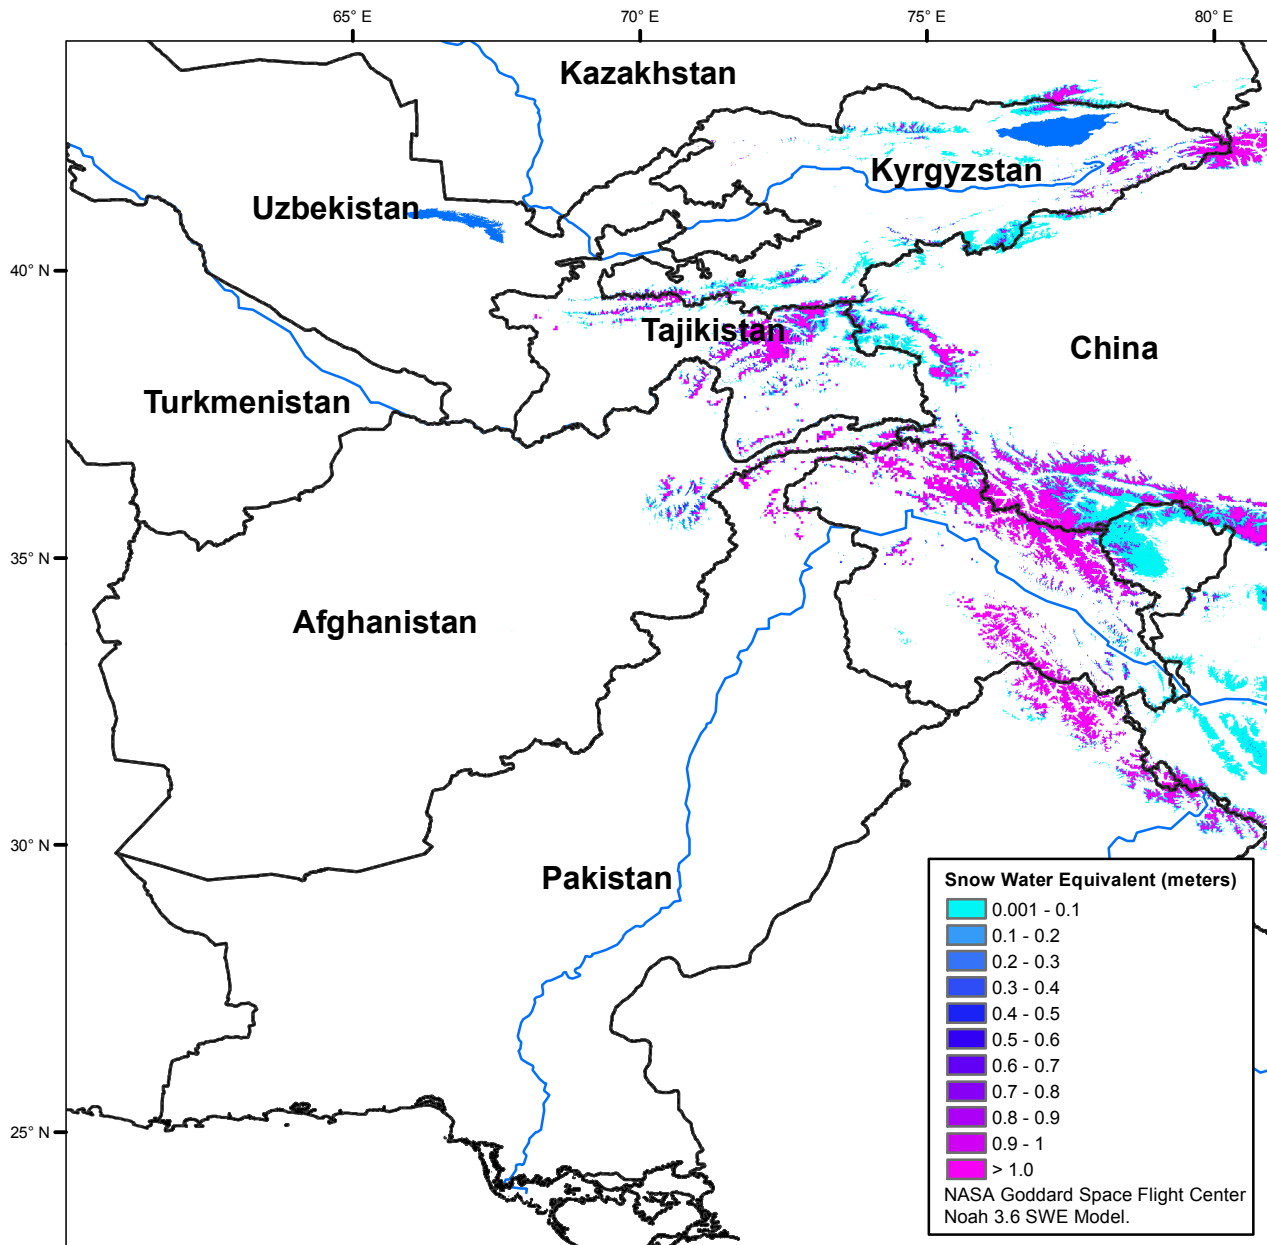 65° E
70° E
75° E
80° E
Kazakhstan
Kyrgyzstan
Uzbekistan
40° N
Tajikistan
China
Turkmenistan
35° N
Afghanistan
30° N
Pakistan
25° N
Snow Water Equivalent (meters)
0.001 - 0.1
0.1 - 0.2
0.2 - 0.3
0.3 - 0.4
0.4 - 0.5
0.5 - 0.6
0.6 - 0.7
0.7 - 0.8
0.8 - 0.9
0.9 - 1
> 1.0
NASA Goddard Space Flight Center
Noah 3.6 SWE Model.